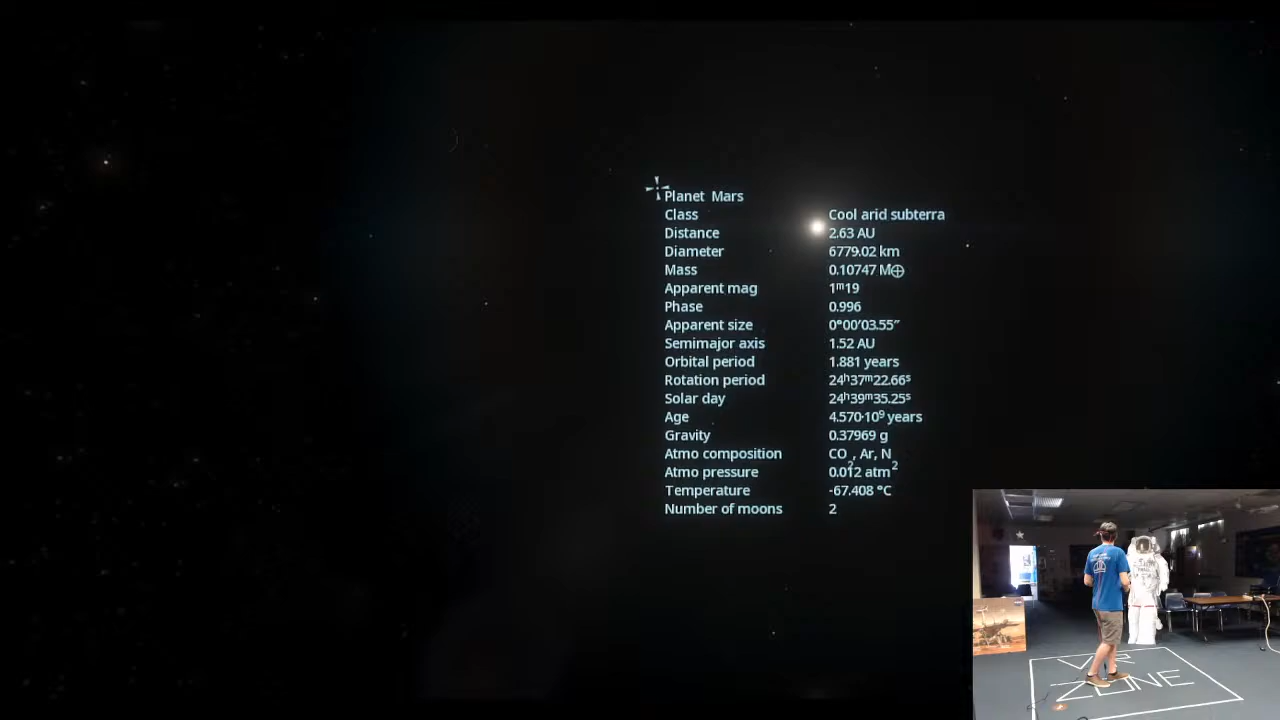 Planet Mars
Class Cool arid subterra
Distance 2.63 AU
Diameter 6779.02 km
Mass 0.10747 M⊕
Apparent mag 1ᵐ19
Phase 0.996
Apparent size 0°00′03.55″
Semimajor axis 1.52 AU
Orbital period 1.881 years
Rotation period 24ʰ37ᵐ22.66ˢ
Solar day 24ʰ39ᵐ35.25ˢ
Age 4.570·10⁹ years
Gravity 0.37969 g
Atmo composition CO₂, Ar, N₂
Atmo pressure 0.012 atm
Temperature -67.408 °C
Number of moons 2
VR
ZONE